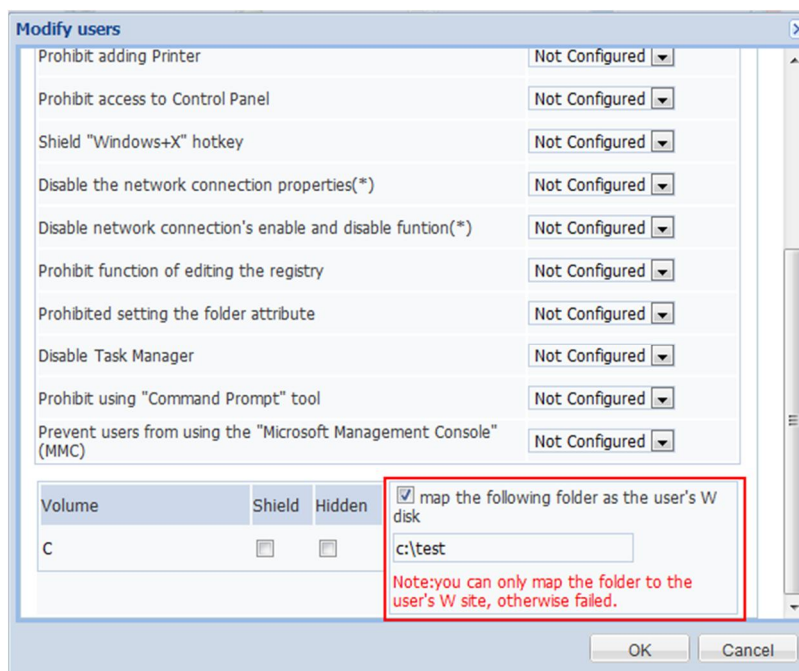 Modify users
Prohibit adding Printer Not Configured
Prohibit access to Control Panel Not Configured
Shield "Windows+X" hotkey Not Configured
Disable the network connection properties(*) Not Configured
Disable network connection's enable and disable funtion(*) Not Configured
Prohibit function of editing the registry Not Configured
Prohibited setting the folder attribute Not Configured
Disable Task Manager Not Configured
Prohibit using "Command Prompt" tool Not Configured
Prevent users from using the "Microsoft Management Console"
(MMC) Not Configured
Volume Shield Hidden
C
map the following folder as the user's W
disk
c:\test
Note:you can only map the folder to the
user's W site, otherwise failed.
OK Cancel